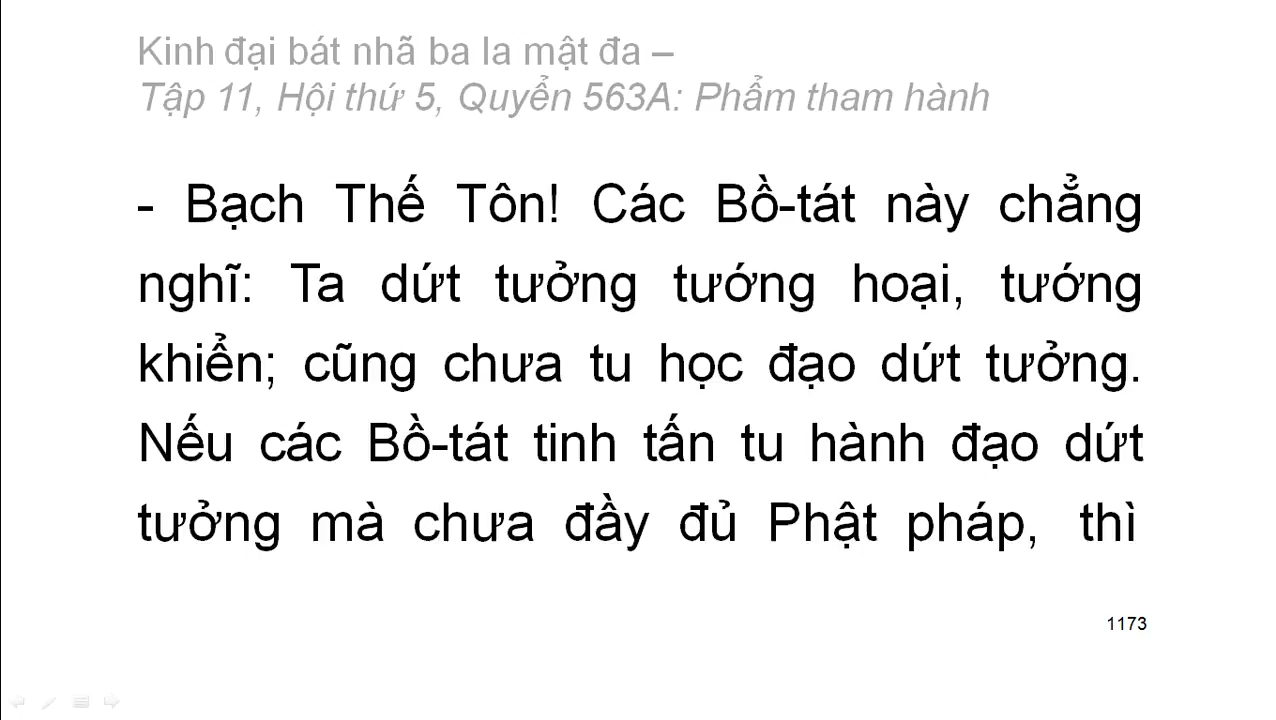 Kinh đại bát nhã ba la mật đa –
Tập 11, Hội thứ 5, Quyển 563A: Phẩm tham hành
- Bạch Thế Tôn! Các Bồ-tát này chẳng
nghĩ: Ta dứt tưởng tướng hoại, tướng
khiển; cũng chưa tu học đạo dứt tưởng.
Nếu các Bồ-tát tinh tấn tu hành đạo dứt
tưởng mà chưa đầy đủ Phật pháp, thì
1173